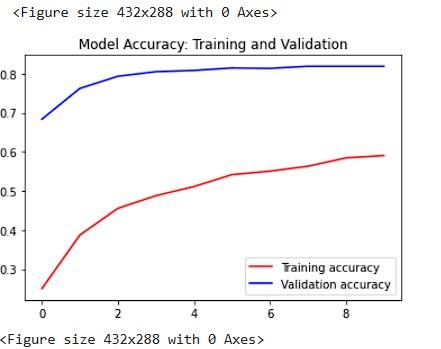 <Figure size 432x288 with 0 Axes>
Model Accuracy: Training and Validation
0.8
0.7
0.6
0.5
0.4
0.3
0 2 4 6 8
Training accuracy
Validation accuracy
<Figure size 432x288 with 0 Axes>